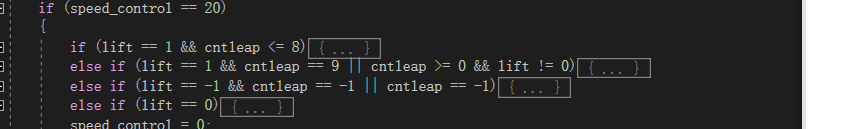 if (speed_control == 20)
{
if (lift == 1 && cntleap <= 8){ ... }
else if (lift == 1 && cntleap == 9 || cntleap >= 0 && lift != 0){ ... }
else if (lift == -1 && cntleap == -1 || cntleap == -1){ ... }
else if (lift == 0){ ... }
speed_control = 0;